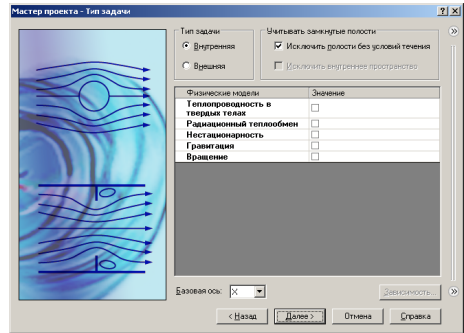 Мастер проекта - Тип задачи
Тип задачи
Внутренняя
Внешняя
Учитывать замкнутые полости
Исключить полости без условий течения
Исключить внутреннее пространство
Физические модели Значение
Теплопроводность в
твердых телах
Радиационный теплообмен
Нестационарность
Гравитация
Вращение
Базовая ось: X
Зависимость...
< Назад Далее > Отмена Справка